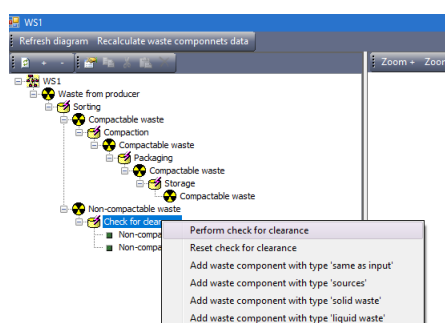 WS1
Refresh diagram Recalculate waste componnets data
+ -
Zoom +
WS1
Waste from producer
Sorting
Compactable waste
Compaction
Compactable waste
Packaging
Compactable waste
Storage
Compactable waste
Non-compactable waste
Check for
Perform check for clearance
Reset check for clearance
Add waste component with type 'same as input'
Add waste component with type 'sources'
Add waste component with type 'solid waste'
Add waste component with type 'liquid waste'